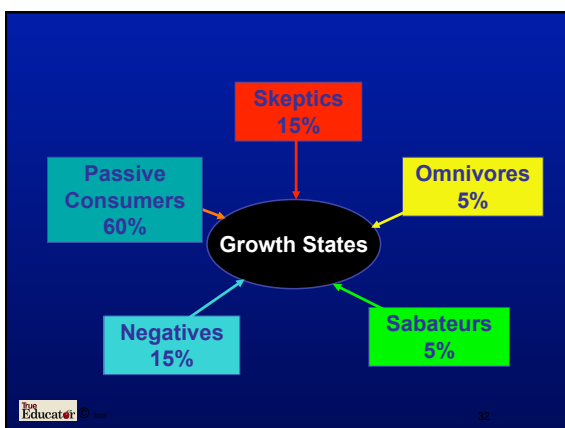 Skeptics
15%
Passive
Consumers
60%
Omnivores
5%
Growth States
Negatives
15%
Sabateurs
5%
True
Educator ©
32